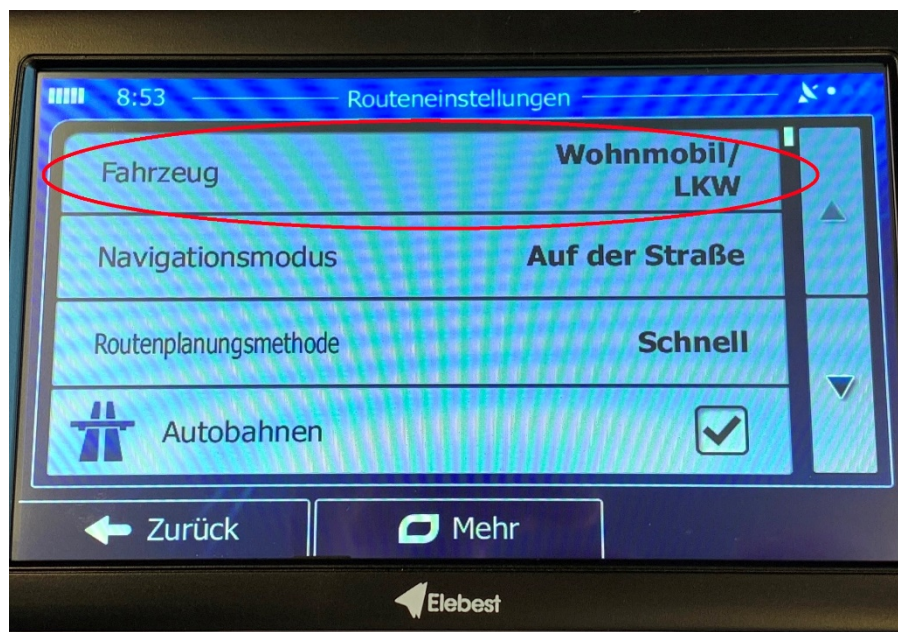 8:53 Routeneinstellungen
Fahrzeug Wohnmobil/
LKW
Navigationsmodus Auf der Straße
Routenplanungsmethode Schnell
Autobahnen
Zurück Mehr
Elebest